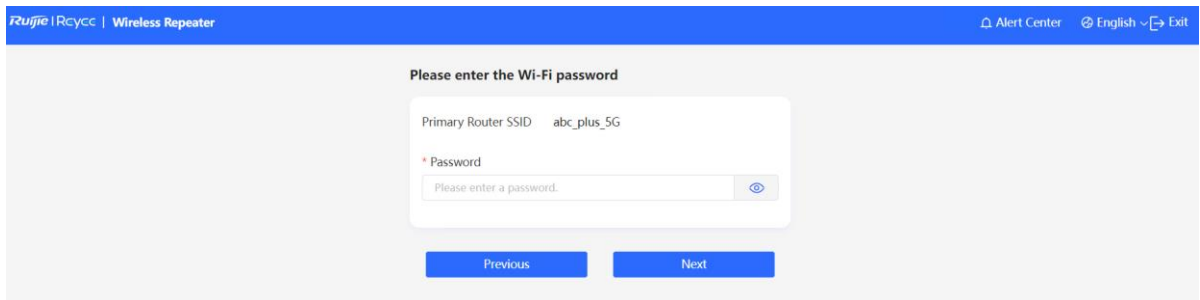 Ruijie | Rcycc | Wireless Repeater Alert Center English Exit
Please enter the Wi-Fi password
Primary Router SSID abc_plus_5G
* Password
Please enter a password.
Previous Next